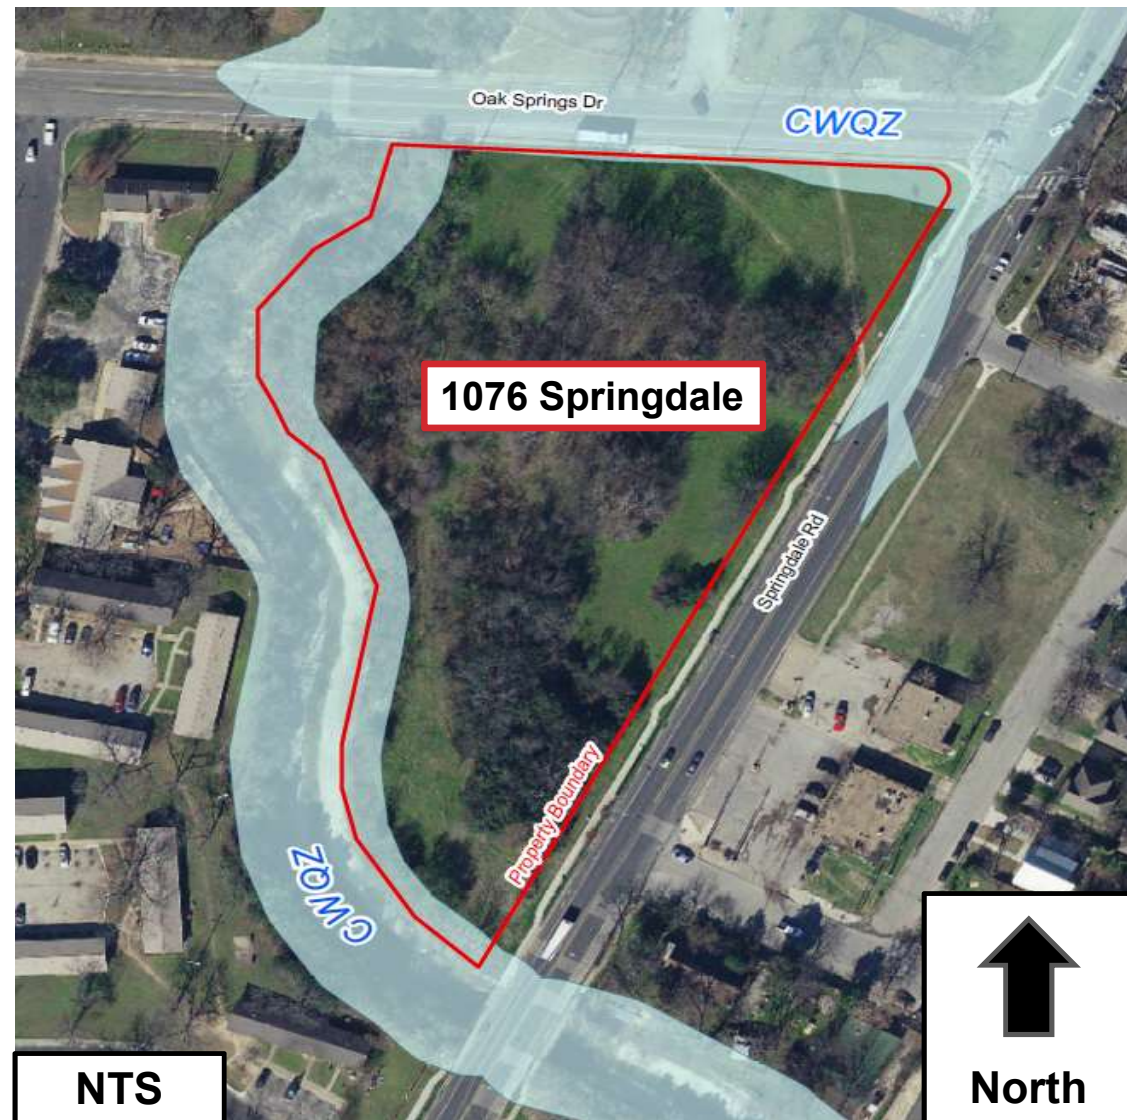 Oak Springs Dr
CWQZ
1076 Springdale
Springdale Rd
Property Boundary
CWQZ
NTS
North